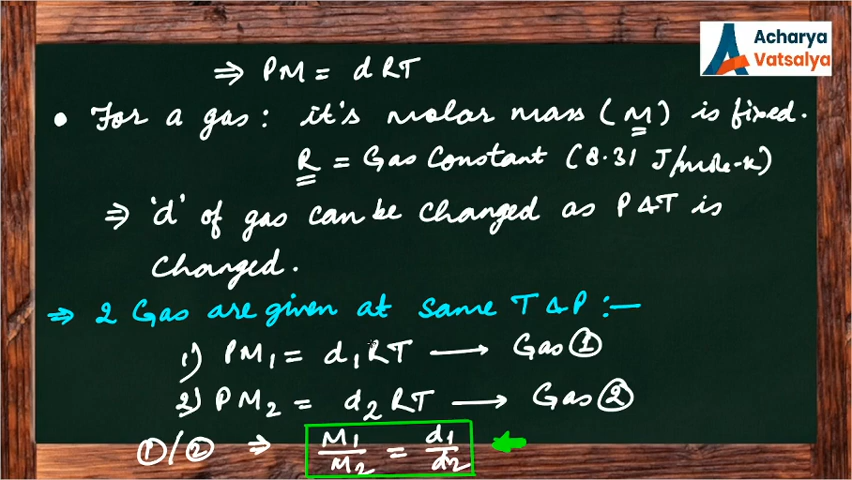 Acharya
Vatsalya
⇒ PM = dRT
• For a gas: it's molar mass (M) is fixed.
R = Gas Constant (8.31 J/mole-K)
⇒ 'd' of gas can be changed as P & T is
changed.
⇒ 2 Gas are given at same T & P :—
1.) PM₁ = d₁RT → Gas ①
2.) PM₂ = d₂RT → Gas ②
①/② ⇒ M₁/M₂ = d₁/d₂